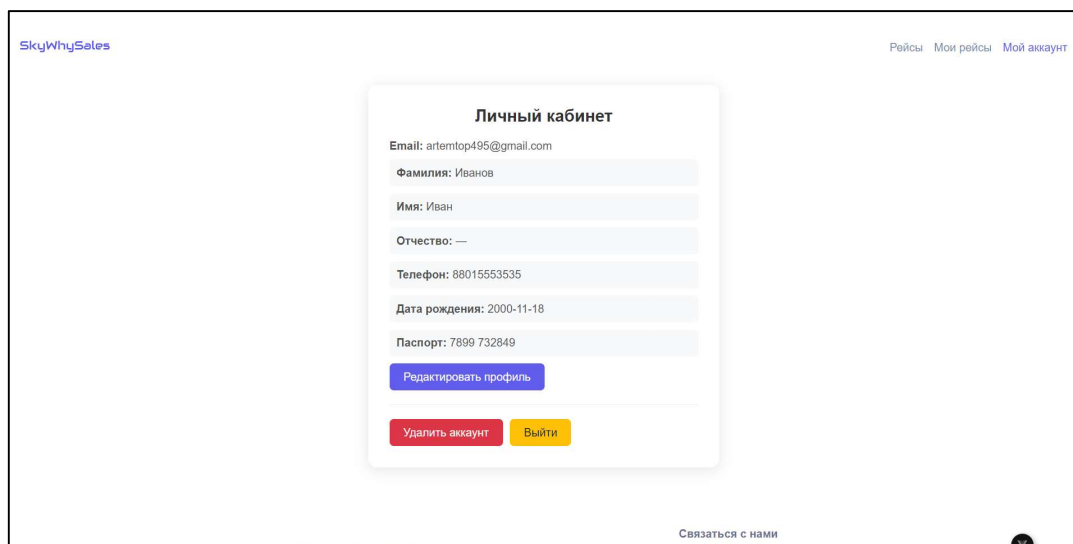 SkyWhySales
Рейсы Мои рейсы Мой аккаунт
Личный кабинет
Email: artemtop495@gmail.com
Фамилия: Иванов
Имя: Иван
Отчество: —
Телефон: 88015553535
Дата рождения: 2000-11-18
Паспорт: 7899 732849
Редактировать профиль
Удалить аккаунт Выйти
Связаться с нами